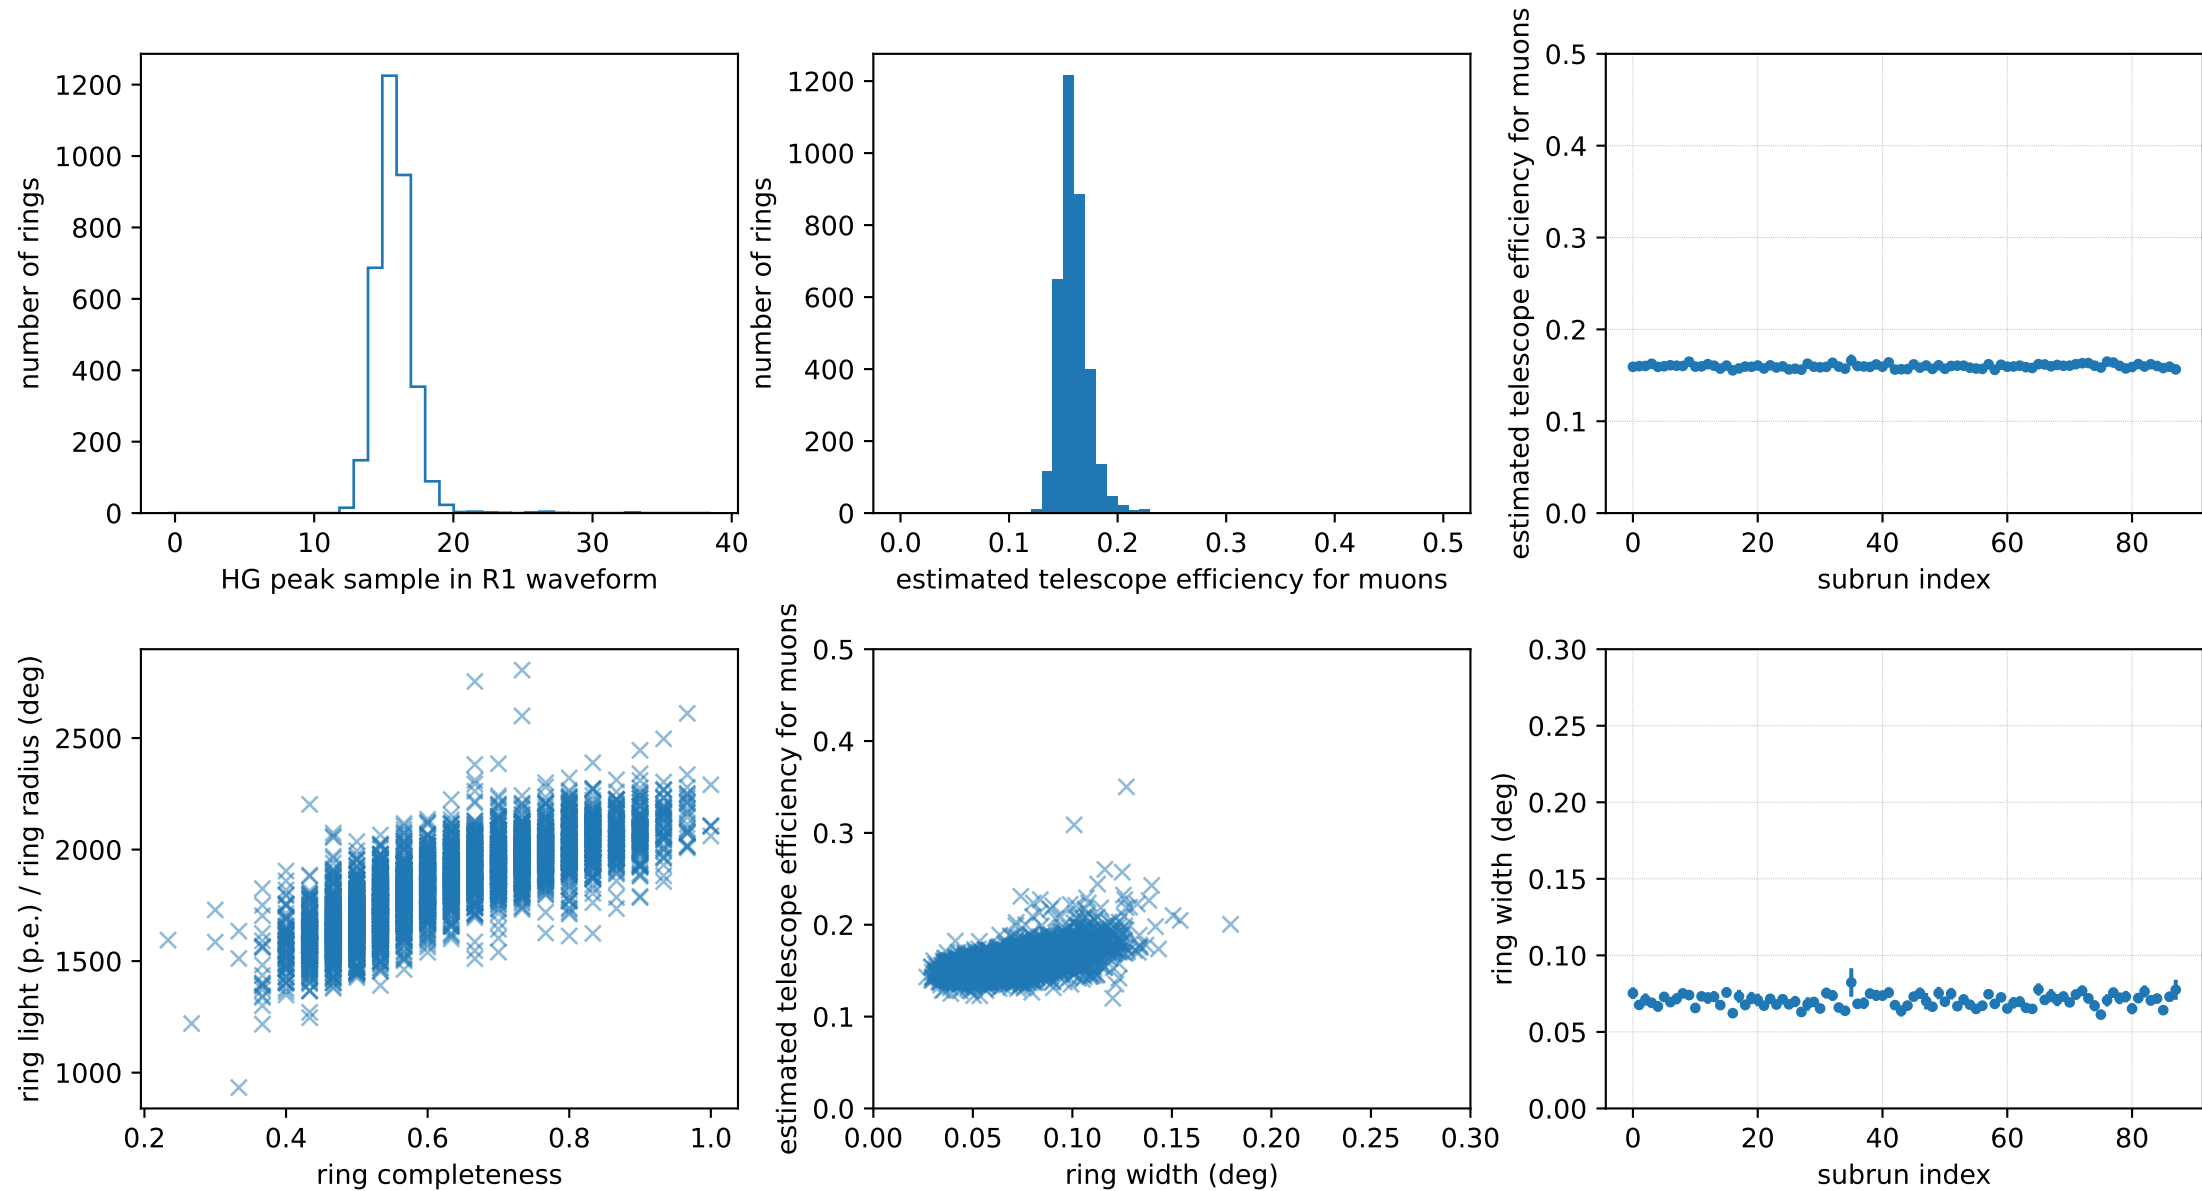 number of rings
1200
1000
800
600
400
200
0
0 10 20 30 40
HG peak sample in R1 waveform
number of rings
1200
1000
800
600
400
200
0
0.0 0.1 0.2 0.3 0.4 0.5
estimated telescope efficiency for muons
estimated telescope efficiency for muons
0.5
0.4
0.3
0.2
0.1
0.0
0 20 40 60 80
subrun index
ring light (p.e.) / ring radius (deg)
2500
2000
1500
1000
0.2 0.4 0.6 0.8 1.0
ring completeness
estimated telescope efficiency for muons
0.5
0.4
0.3
0.2
0.1
0.0
0.00 0.05 0.10 0.15 0.20 0.25 0.30
ring width (deg)
ring width (deg)
0.30
0.25
0.20
0.15
0.10
0.05
0.00
0 20 40 60 80
subrun index